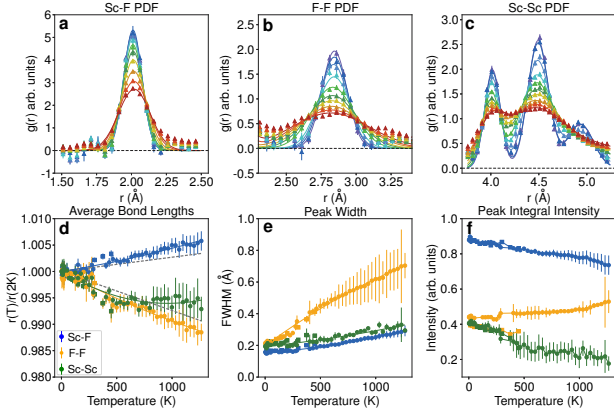 Sc-F PDF
F-F PDF
Sc-Sc PDF
a
b
c
g(r) arb. units)
6
5
4
3
2
1
0
−1
1.50 1.75 2.00 2.25 2.50
r (Å)
g(r) arb. units)
2.5
2.0
1.5
1.0
0.5
0.0
−0.5
2.50 2.75 3.00 3.25
r (Å)
g(r) arb. units)
3.0
2.5
2.0
1.5
1.0
0.5
0.0
4.0 4.5 5.0
r (Å)
Average Bond Lengths
Peak Width
Peak Integral Intensity
d
e
f
r(T)/r(2K)
1.010
1.005
1.000
0.995
0.990
0.985
0.980
Sc-F
F-F
Sc-Sc
0 500 1000
Temperature (K)
FWHM (Å)
1.0
0.8
0.6
0.4
0.2
0.0
0 500 1000
Temperature (K)
Intensity (arb. units)
1.0
0.8
0.6
0.4
0.2
0 500 1000
Temperature (K)